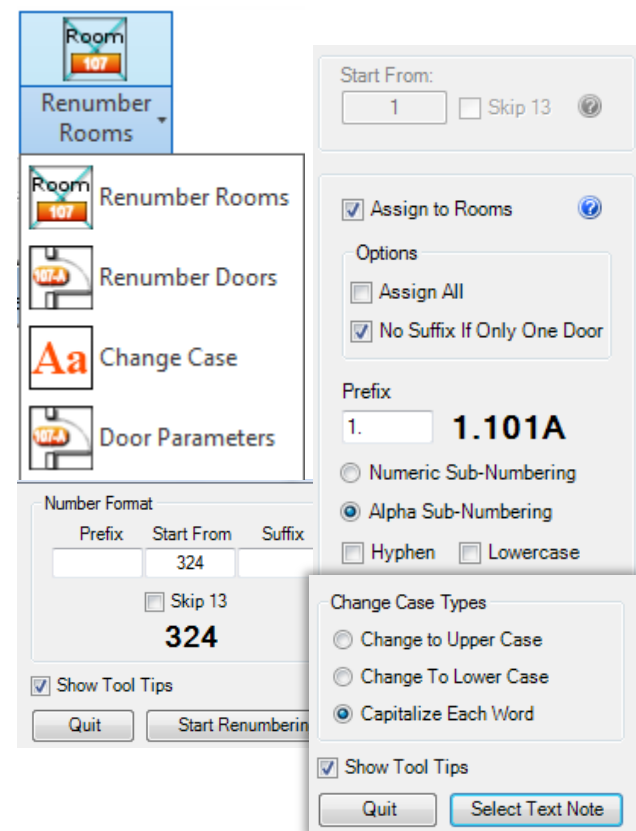 Room
107
Renumber
Rooms
Room
107
Renumber Rooms
107-A
Renumber Doors
Aa
Change Case
107-A
Door Parameters
Number Format
Prefix Start From Suffix
324
Skip 13
324
Show Tool Tips
Quit Start Renumberin
Start From:
1 Skip 13 ?
Assign to Rooms ?
Options
Assign All
No Suffix If Only One Door
Prefix
1. 1.101A
Numeric Sub-Numbering
Alpha Sub-Numbering
Hyphen Lowercase
Change Case Types
Change to Upper Case
Change To Lower Case
Capitalize Each Word
Show Tool Tips
Quit Select Text Note